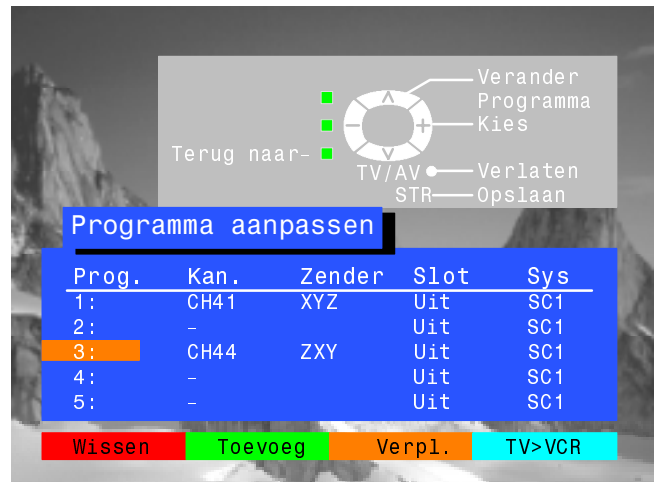 Verander
Programma
Kies
Terug naar–
TV/AV Verlaten
STR Opslaan
Programma aanpassen
Prog. Kan. Zender Slot Sys
1: CH41 XYZ Uit SC1
2: – Uit SC1
3: CH44 ZXY Uit SC1
4: – Uit SC1
5: – Uit SC1
Wissen Toevoeg Verpl. TV>VCR